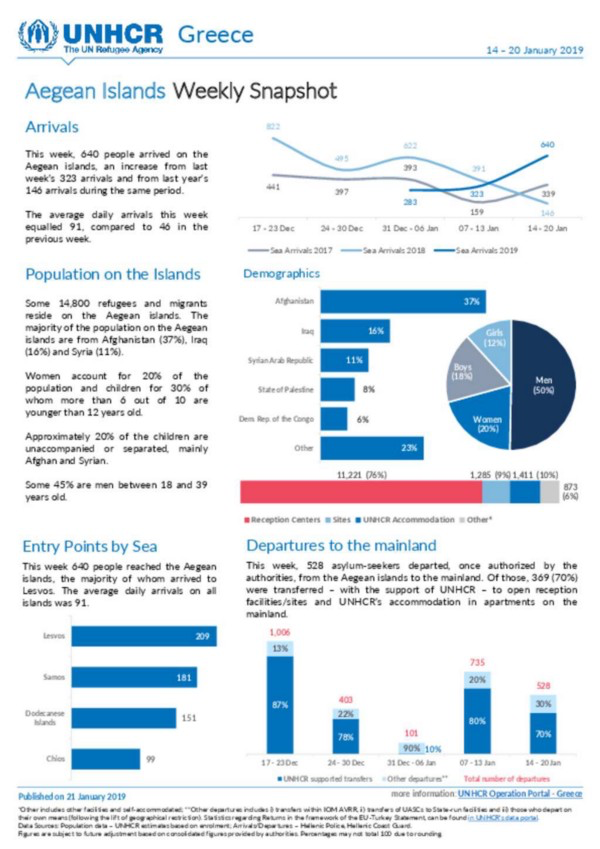 UNHCR
The UN Refugee Agency
Greece
14 – 20 January 2019
Aegean Islands Weekly Snapshot
Arrivals
This week, 640 people arrived on the
Aegean islands, an increase from last
week's 323 arrivals and from last year's
146 arrivals during the same period.
The average daily arrivals this week
equalled 91, compared to 46 in the
previous week.
822
495
622
391
640
441
397
393
283
323
159
339
146
17 - 23 Dec
24 - 30 Dec
31 Dec - 06 Jan
07 - 13 Jan
14 - 20 Jan
Sea Arrivals 2017
Sea Arrivals 2018
Sea Arrivals 2019
Population on the Islands
Some 14,800 refugees and migrants
reside on the Aegean islands. The
majority of the population on the Aegean
islands are from Afghanistan (37%), Iraq
(16%) and Syria (11%).
Women account for 20% of the
population and children for 30% of
whom more than 6 out of 10 are
younger than 12 years old.
Approximately 20% of the children are
unaccompanied or separated, mainly
Afghan and Syrian.
Some 45% are men between 18 and 39
years old.
Demographics
Afghanistan 37%
Iraq 16%
Syrian Arab Republic 11%
State of Palestine 8%
Dem. Rep. of the Congo 6%
Other 23%
Girls
(12%)
Boys
(18%)
Men
(50%)
Women
(20%)
11,221 (76%)
1,285 (9%)
1,411 (10%)
873
(6%)
Reception Centers
Sites
UNHCR Accommodation
Other*
Entry Points by Sea
This week 640 people reached the Aegean
islands, the majority of whom arrived to
Lesvos. The average daily arrivals on all
islands was 91.
Lesvos 209
Samos 181
Dodecanese
Islands
151
Chios 99
Departures to the mainland
This week, 528 asylum-seekers departed, once authorized by the
authorities, from the Aegean islands to the mainland. Of those, 369 (70%)
were transferred – with the support of UNHCR – to open reception
facilities/sites and UNHCR's accommodation in apartments on the
mainland.
1,006
13%
87%
403
22%
78%
101
90%
10%
735
20%
80%
528
30%
70%
17 - 23 Dec
24 - 30 Dec
31 Dec - 06 Jan
07 - 13 Jan
14 - 20 Jan
UNHCR supported transfers
Other departures**
Total number of departures
Published on 21 January 2019
more information: UNHCR Operation Portal - Greece
*Other includes other facilities and self-accommodated; **Other departures includes i) transfers within IOM AVRR, ii) transfers of UASCs to State-run facilities and iii) those who depart on
their own means (following the lift of geographical restriction). Statistics regarding Returns in the framework of the EU-Turkey Statement, can be found in UNHCR's data portal.
Data Sources: Population data – UNHCR estimates based on enrolment; Arrivals/Departures – Hellenic Police, Hellenic Coast Guard.
Figures are subject to future adjustment based on consolidated figures provided by authorities. Percentages may not total 100 due to rounding.